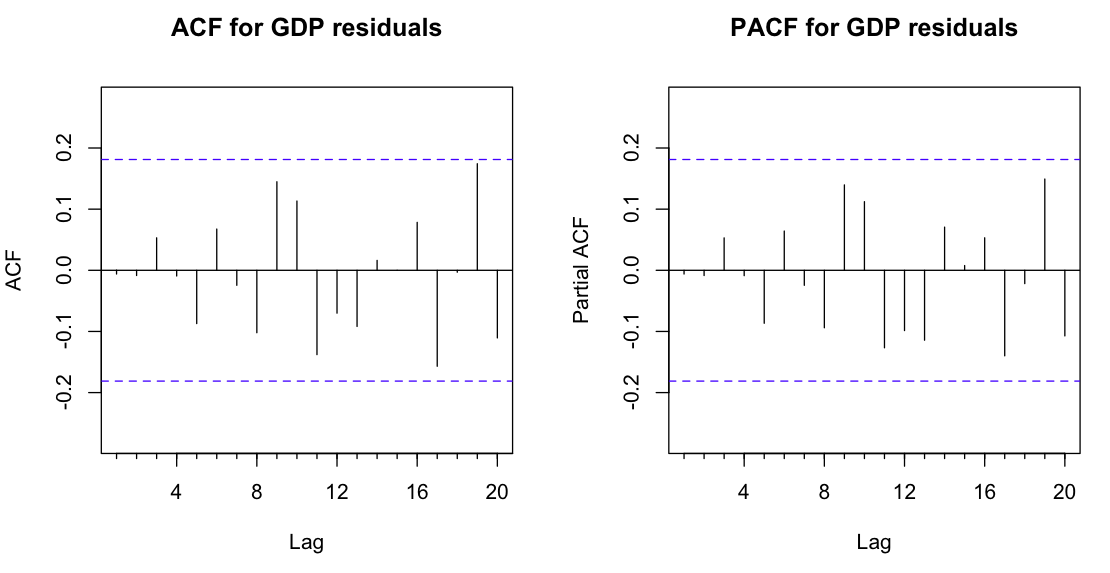 ACF for GDP residuals
ACF
0.2
0.1
0.0
-0.1
-0.2
4 8 12 16 20
Lag
PACF for GDP residuals
Partial ACF
0.2
0.1
0.0
-0.1
-0.2
4 8 12 16 20
Lag